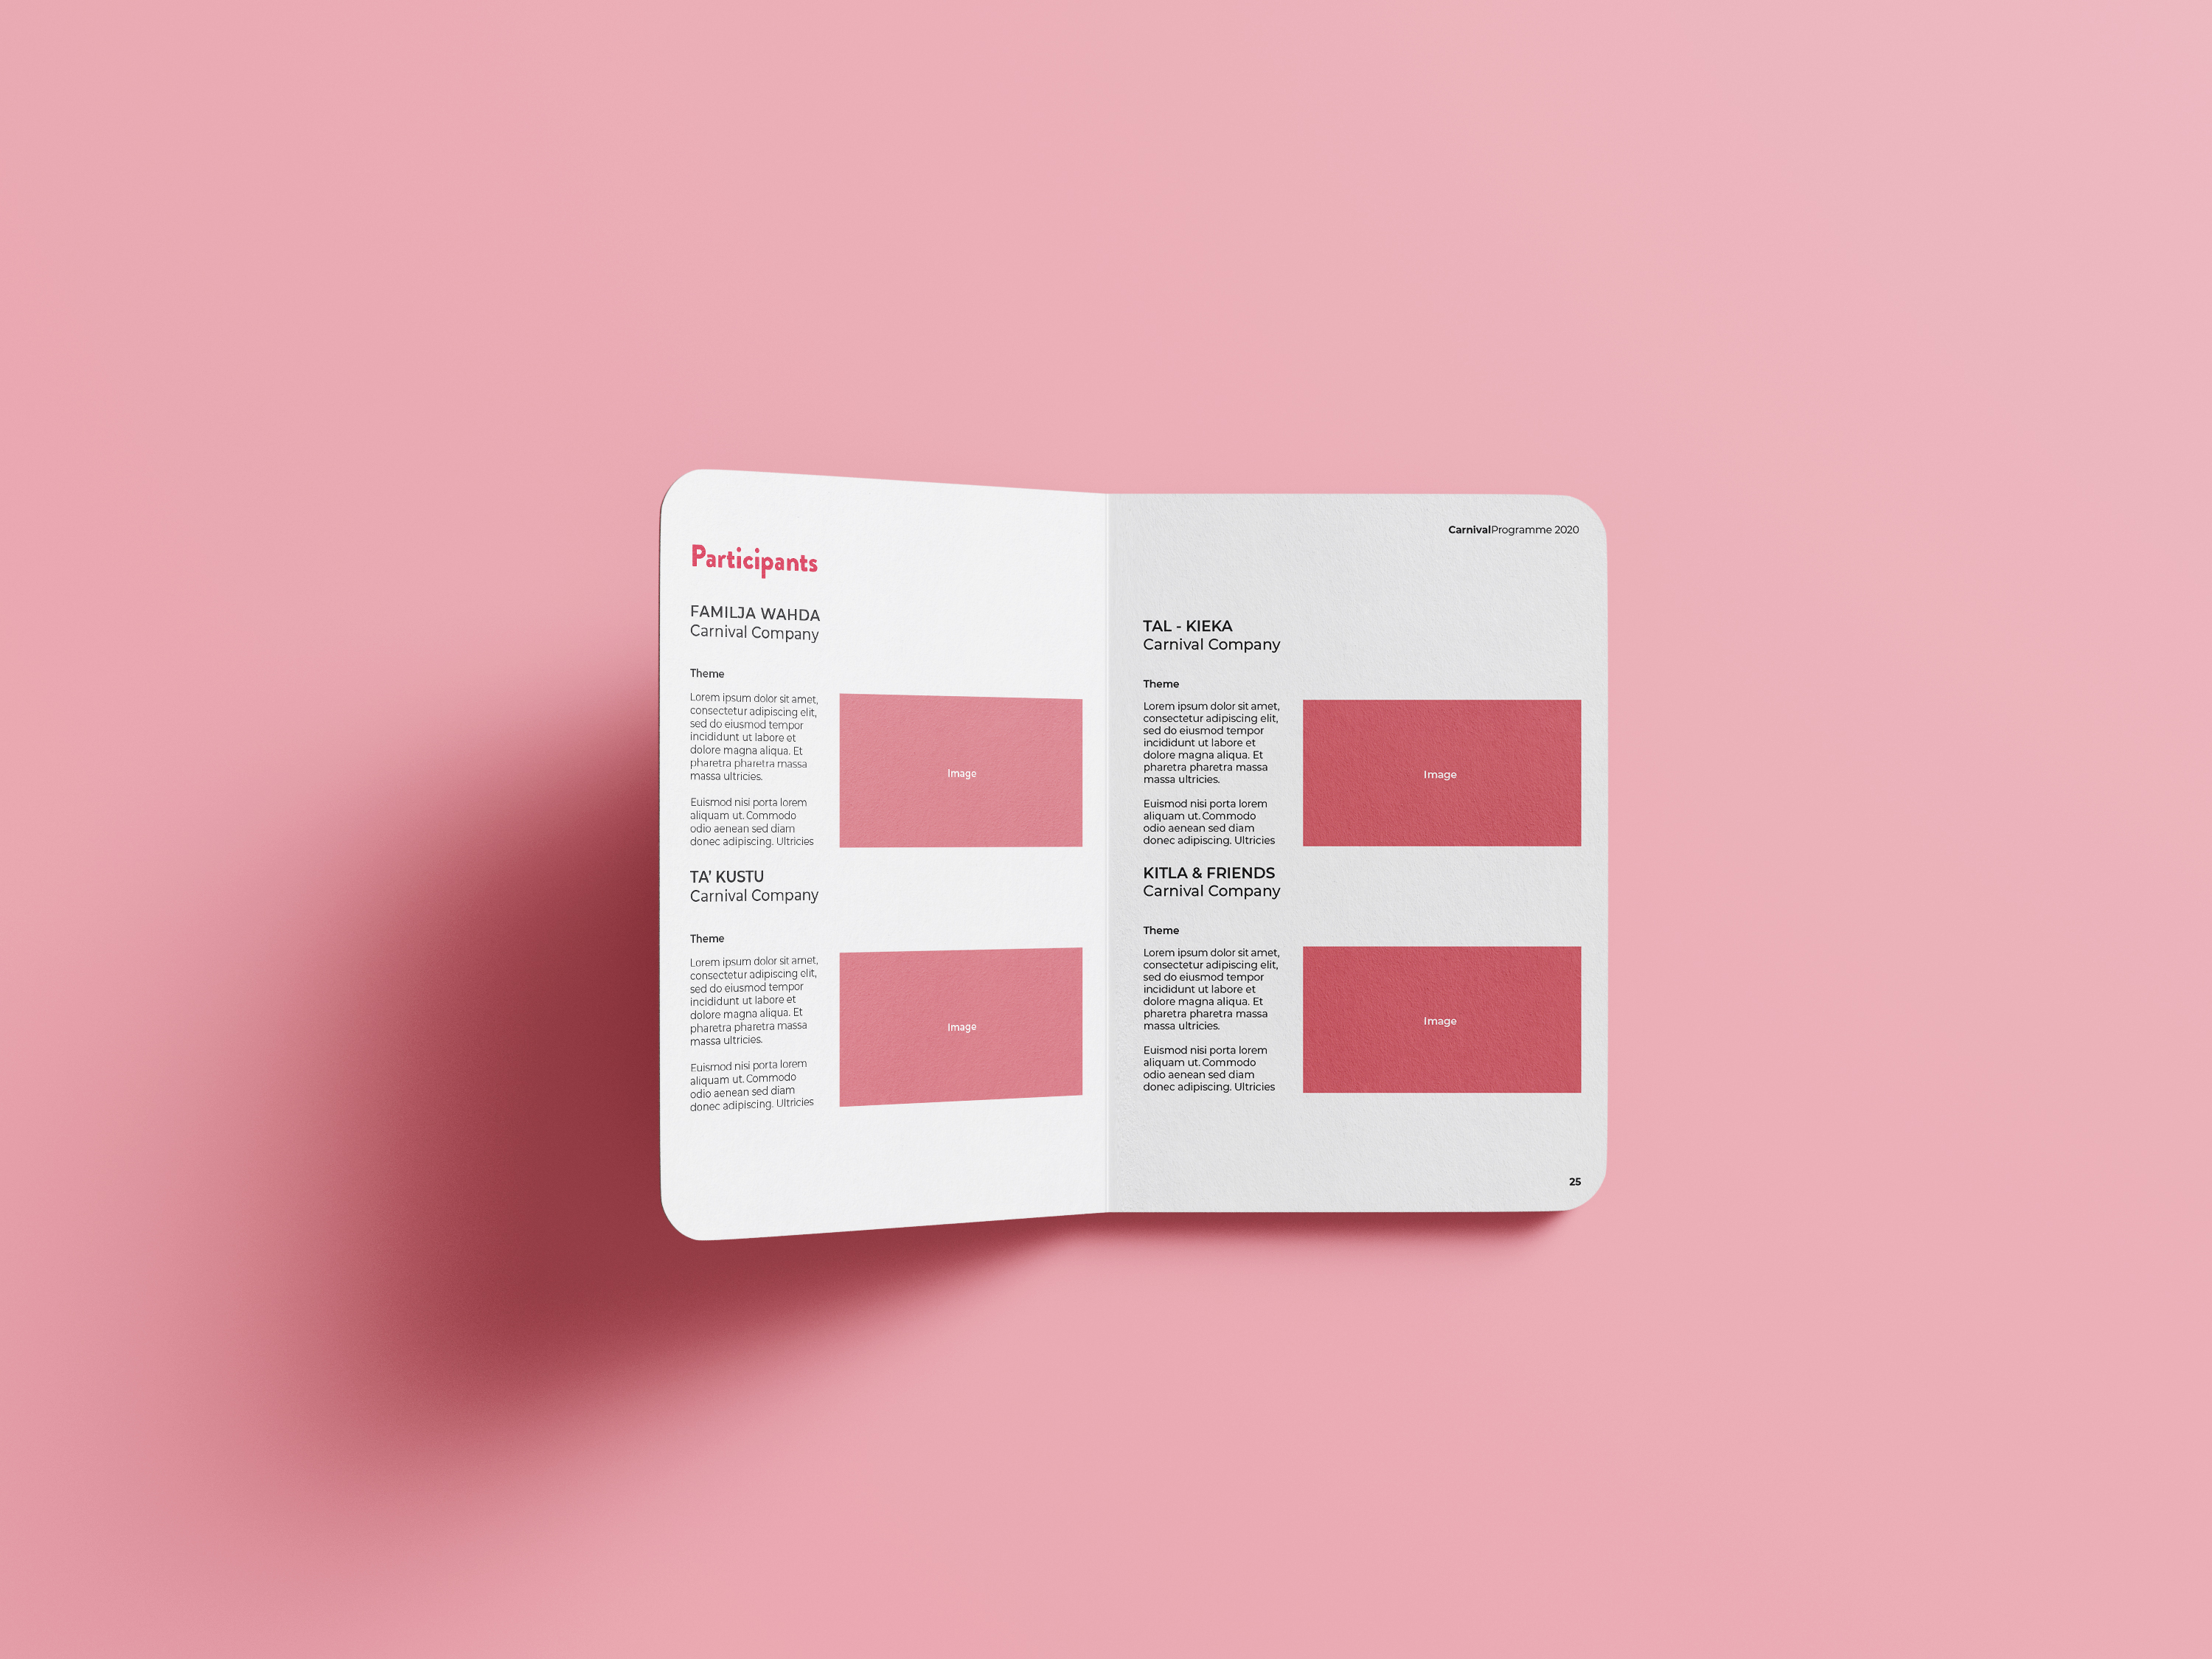 Participants
FAMILJA WAHDA
Carnival Company
Theme
Lorem ipsum dolor sit amet,
consectetur adipiscing elit,
sed do eiusmod tempor
incididunt ut labore et
dolore magna aliqua. Et
pharetra pharetra massa
massa ultricies.
Euismod nisi porta lorem
aliquam ut. Commodo
odio aenean sed diam
donec adipiscing. Ultricies
Image
TA' KUSTU
Carnival Company
Theme
Lorem ipsum dolor sit amet,
consectetur adipiscing elit,
sed do eiusmod tempor
incididunt ut labore et
dolore magna aliqua. Et
pharetra pharetra massa
massa ultricies.
Euismod nisi porta lorem
aliquam ut. Commodo
odio aenean sed diam
donec adipiscing. Ultricies
Image
CarnivalProgramme 2020
TAL - KIEKA
Carnival Company
Theme
Lorem ipsum dolor sit amet,
consectetur adipiscing elit,
sed do eiusmod tempor
incididunt ut labore et
dolore magna aliqua. Et
pharetra pharetra massa
massa ultricies.
Euismod nisi porta lorem
aliquam ut. Commodo
odio aenean sed diam
donec adipiscing. Ultricies
Image
KITLA & FRIENDS
Carnival Company
Theme
Lorem ipsum dolor sit amet,
consectetur adipiscing elit,
sed do eiusmod tempor
incididunt ut labore et
dolore magna aliqua. Et
pharetra pharetra massa
massa ultricies.
Euismod nisi porta lorem
aliquam ut. Commodo
odio aenean sed diam
donec adipiscing. Ultricies
Image
25